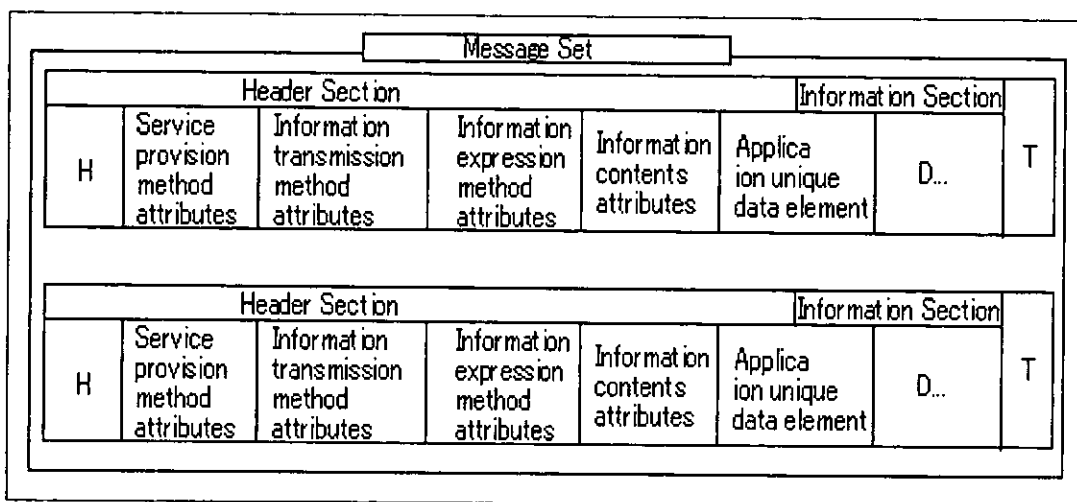 Message Set
Header Section
Information Section
H
Service
provision
method
attributes
Information
transmission
method
attributes
Information
expression
method
attributes
Information
contents
attributes
Applica
ion unique
data element
D...
T
Header Section
Information Section
H
Service
provision
method
attributes
Information
transmission
method
attributes
Information
expression
method
attributes
Information
contents
attributes
Applica
ion unique
data element
D...
T